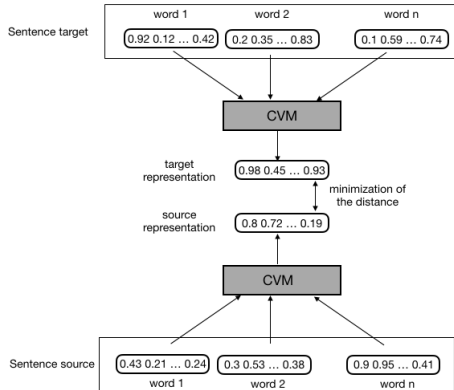 word 1 word 2 word n
Sentence target
0.92 0.12 ... 0.42 0.2 0.35 ... 0.83 0.1 0.59 ... 0.74
CVM
target
representation
0.98 0.45 ... 0.93
minimization of
the distance
source
representation
0.8 0.72 ... 0.19
CVM
Sentence source
0.43 0.21 ... 0.24 0.3 0.53 ... 0.38 0.9 0.95 ... 0.41
word 1 word 2 word n